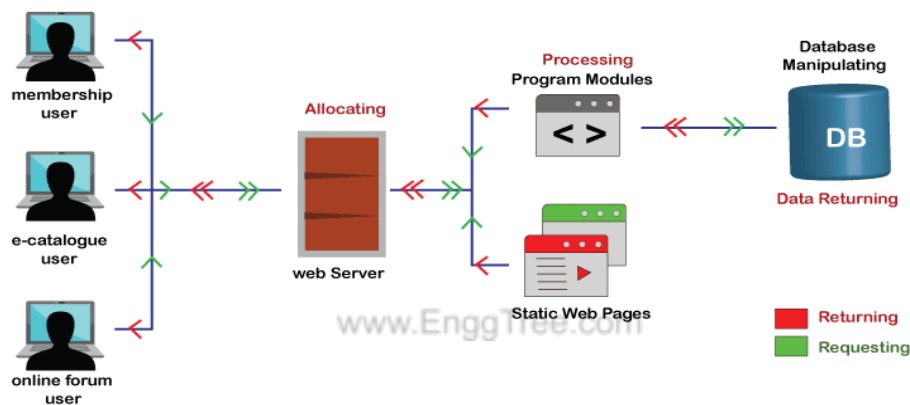 membership
user
e-catalogue
user
online forum
user
Allocating
web Server
Processing
Program Modules
< >
Static Web Pages
Database
Manipulating
DB
Data Returning
www.EnggTree.com
Returning
Requesting